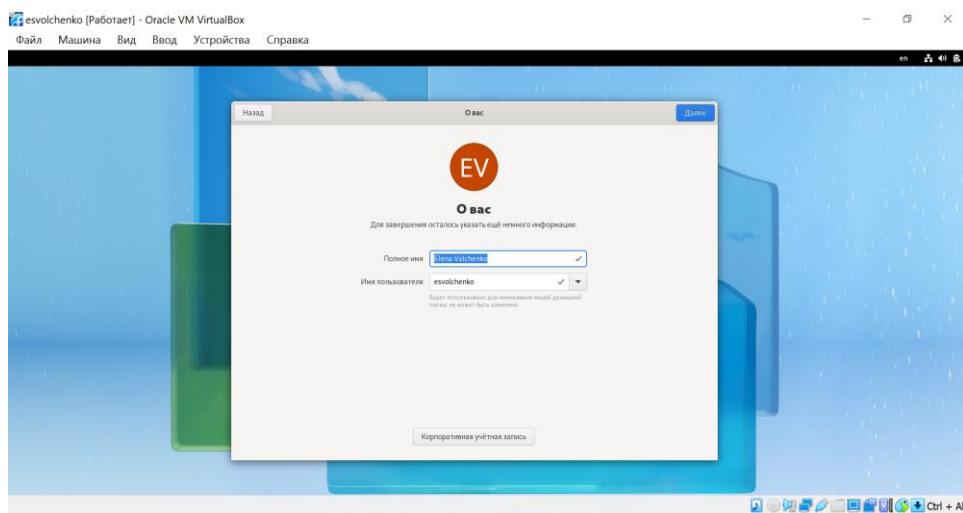 esvolchenko [Работает] - Oracle VM VirtualBox
Файл Машина Вид Ввод Устройства Справка
en
Назад О вас Далее
EV
О вас
Для завершения осталось указать ещё немного информации.
Полное имя Elena Volchenko
Имя пользователя esvolchenko
Будет использовано для именования вашей домашней
папки; не может быть изменено.
Корпоративная учётная запись
Ctrl + Al